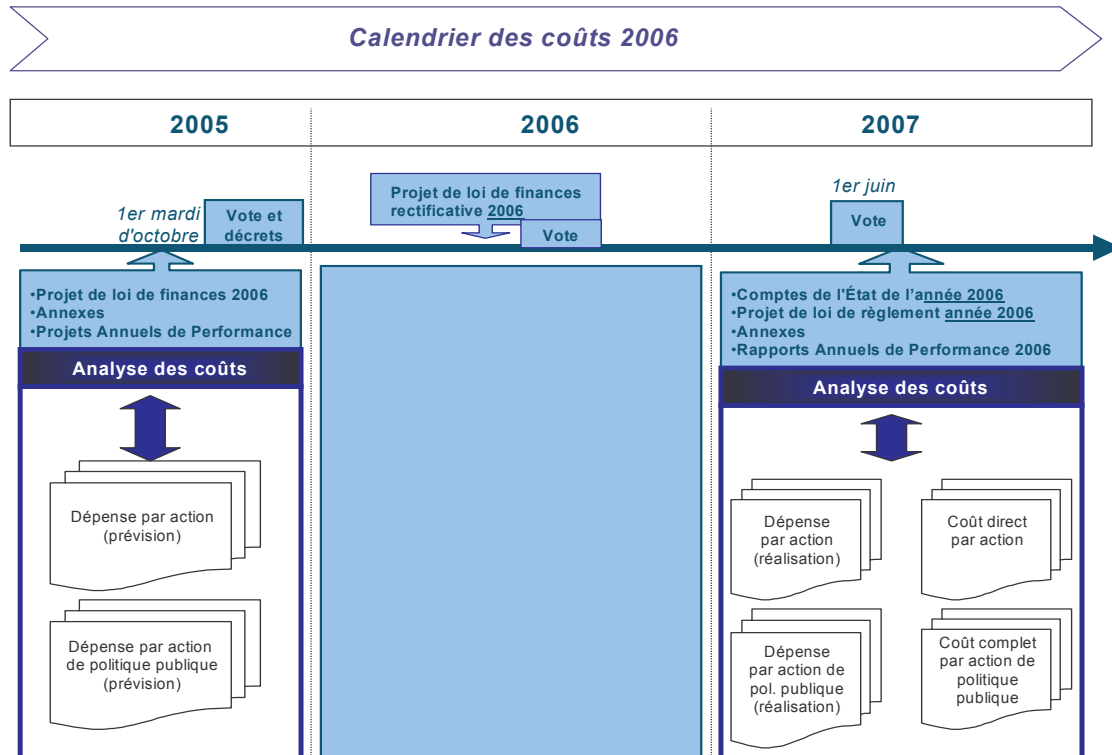 Calendrier des coûts 2006
2005
2006
2007
1er mardi
d'octobre
Vote et
décrets
Projet de loi de finances
rectificative 2006
Vote
1er juin
Vote
•Projet de loi de finances 2006
•Annexes
•Projets Annuels de Performance
Analyse des coûts
Dépense par action
(prévision)
Dépense par action
de politique publique
(prévision)
•Comptes de l'État de l’année 2006
•Projet de loi de règlement année 2006
•Annexes
•Rapports Annuels de Performance 2006
Analyse des coûts
Dépense
par action
(réalisation)
Coût direct
par action
Dépense
par action de
pol. publique
(réalisation)
Coût complet
par action de
politique
publique